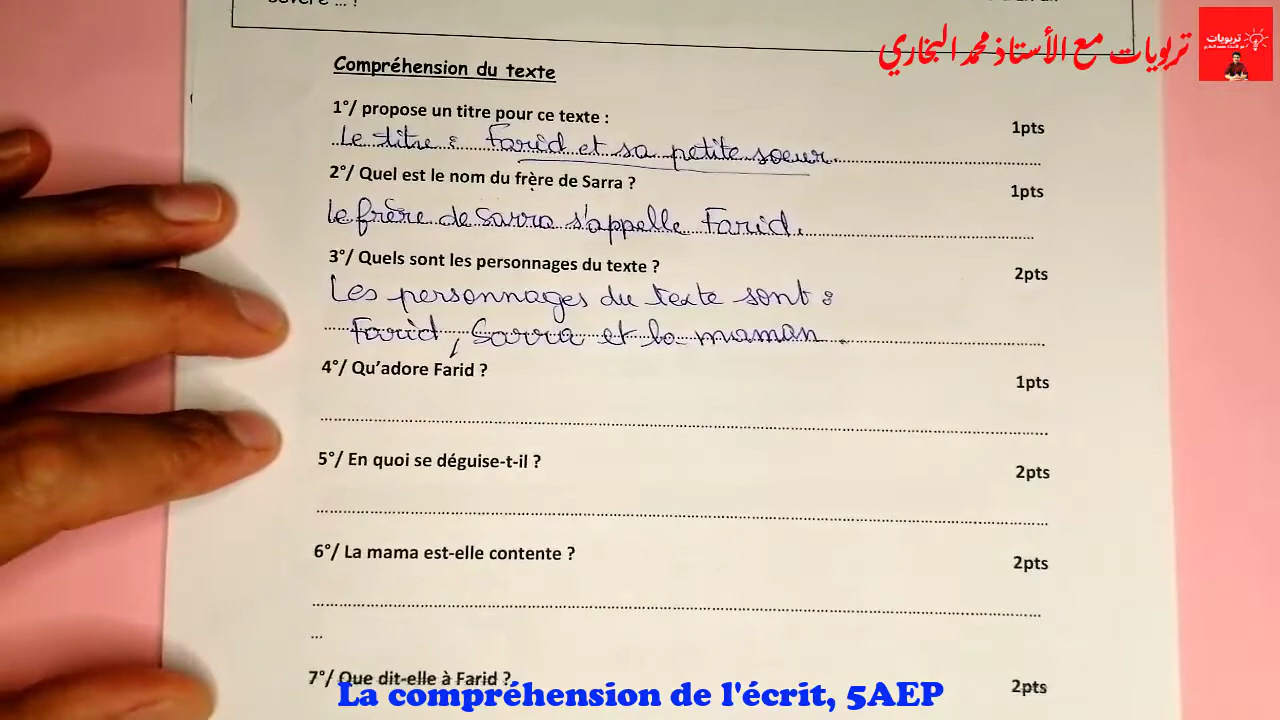 تربويات مع الأستاذ محمد البخاري
تربويات
Compréhension du texte
1°/ propose un titre pour ce texte :
1pts
Le titre : Farid et sa petite soeur.
2°/ Quel est le nom du frère de Sarra ?
1pts
Le frère de Sarra s'appelle Farid.
3°/ Quels sont les personnages du texte ?
2pts
Les personnages du texte sont :
Farid, Sarra et la maman.
4°/ Qu’adore Farid ?
1pts
5°/ En quoi se déguise-t-il ?
2pts
6°/ La mama est-elle contente ?
2pts
...
7°/ Que dit-elle à Farid ?
2pts
La compréhension de l'écrit, 5AEP